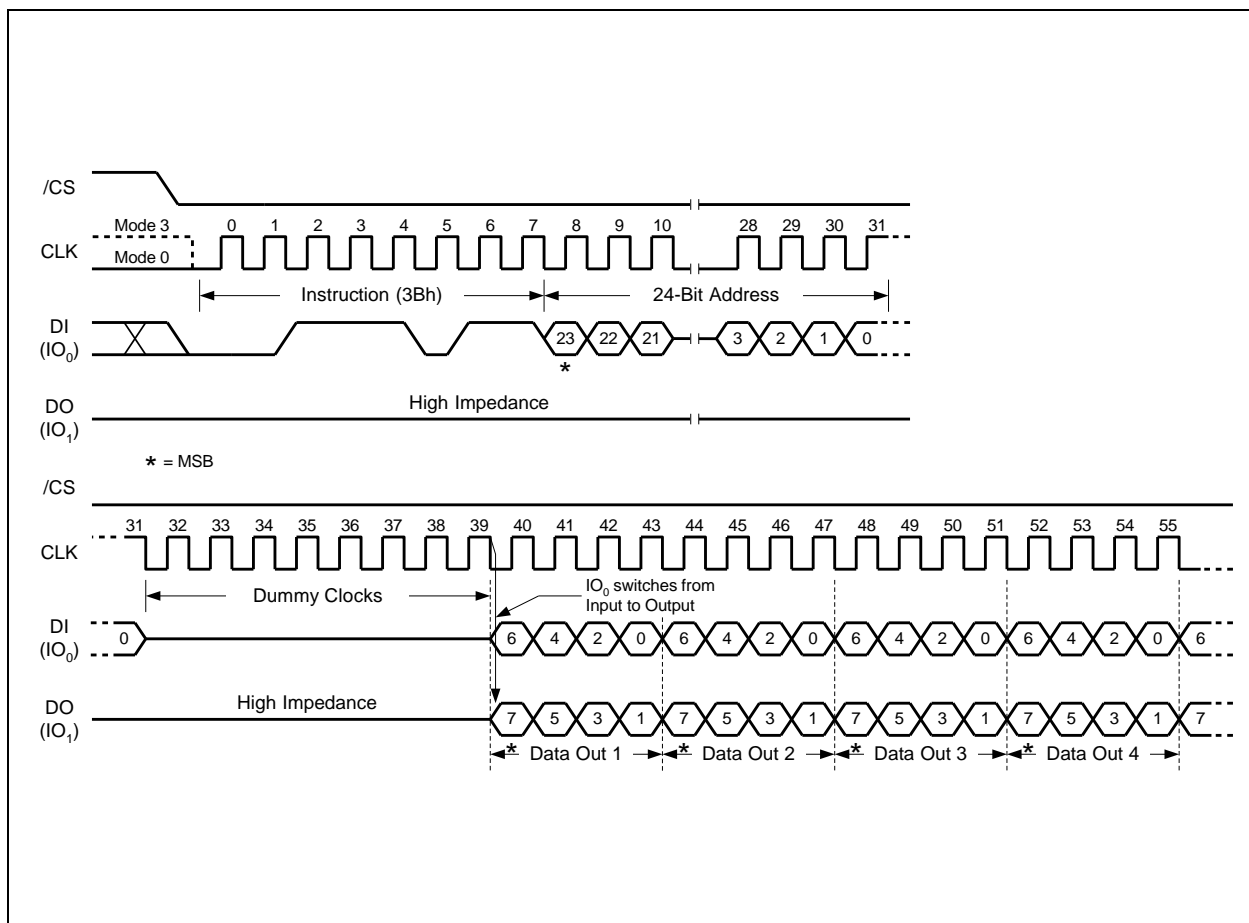 /CS
Mode 3 0 1 2 3 4 5 6 7 8 9 10 28 29 30 31
CLK
Mode 0
Instruction (3Bh) 24-Bit Address
DI
(IO0) 23 22 21 3 2 1 0
*
High Impedance
DO
(IO1)
* = MSB
/CS
31 32 33 34 35 36 37 38 39 40 41 42 43 44 45 46 47 48 49 50 51 52 53 54 55
CLK
Dummy Clocks
IO0 switches from
Input to Output
DI
(IO0) 0 6 4 2 0 6 4 2 0 6 4 2 0 6 4 2 0 6
High Impedance
DO
(IO1) 7 5 3 1 7 5 3 1 7 5 3 1 7 5 3 1 7
* Data Out 1 * Data Out 2 * Data Out 3 * Data Out 4